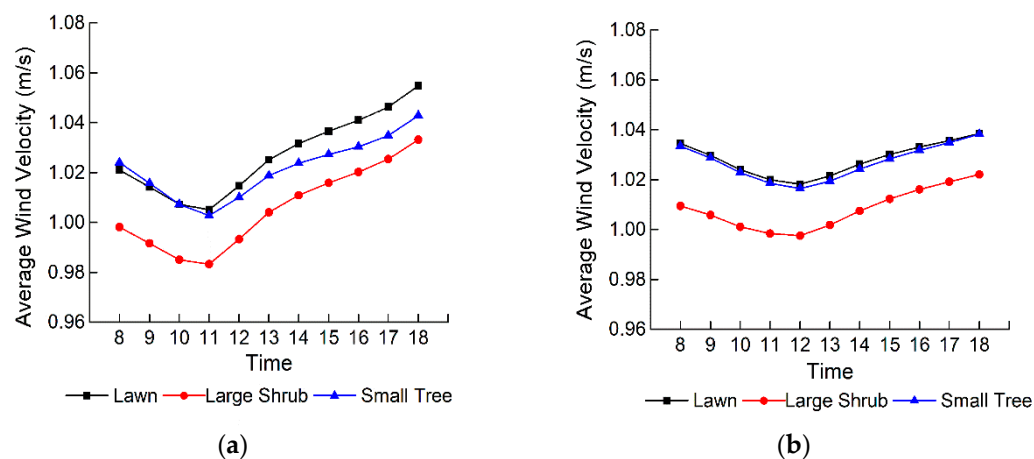 Average Wind Velocity (m/s)
1.08
1.06
1.04
1.02
1.00
0.98
0.96
8 9 10 11 12 13 14 15 16 17 18
Time
Lawn Large Shrub Small Tree
(a)
Average Wind Velocity (m/s)
1.08
1.06
1.04
1.02
1.00
0.98
0.96
8 9 10 11 12 13 14 15 16 17 18
Time
Lawn Large Shrub Small Tree
(b)